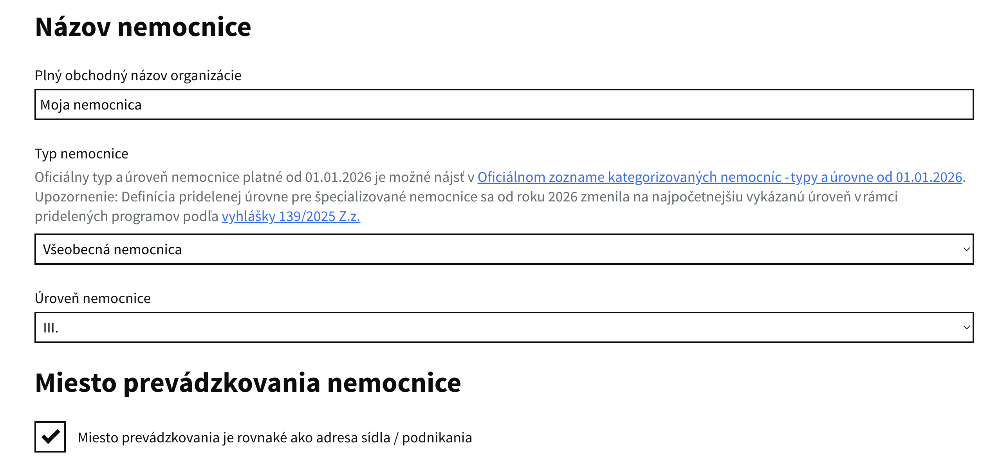 Názov nemocnice
Plný obchodný názov organizácie
Moja nemocnica
Typ nemocnice
Oficiálny typ a úroveň nemocnice platné od 01.01.2026 je možné nájsť v Oficiálnom zozname kategorizovaných nemocníc - typy a úrovne od 01.01.2026.
Upozornenie: Definícia pridelenej úrovne pre špecializované nemocnice sa od roku 2026 zmenila na najpočetnejšiu vykázanú úroveň v rámci
pridelených programov podľa vyhlášky 139/2025 Z.z.
Všeobecná nemocnica
Úroveň nemocnice
III.
Miesto prevádzkovania nemocnice
Miesto prevádzkovania je rovnaké ako adresa sídla / podnikania